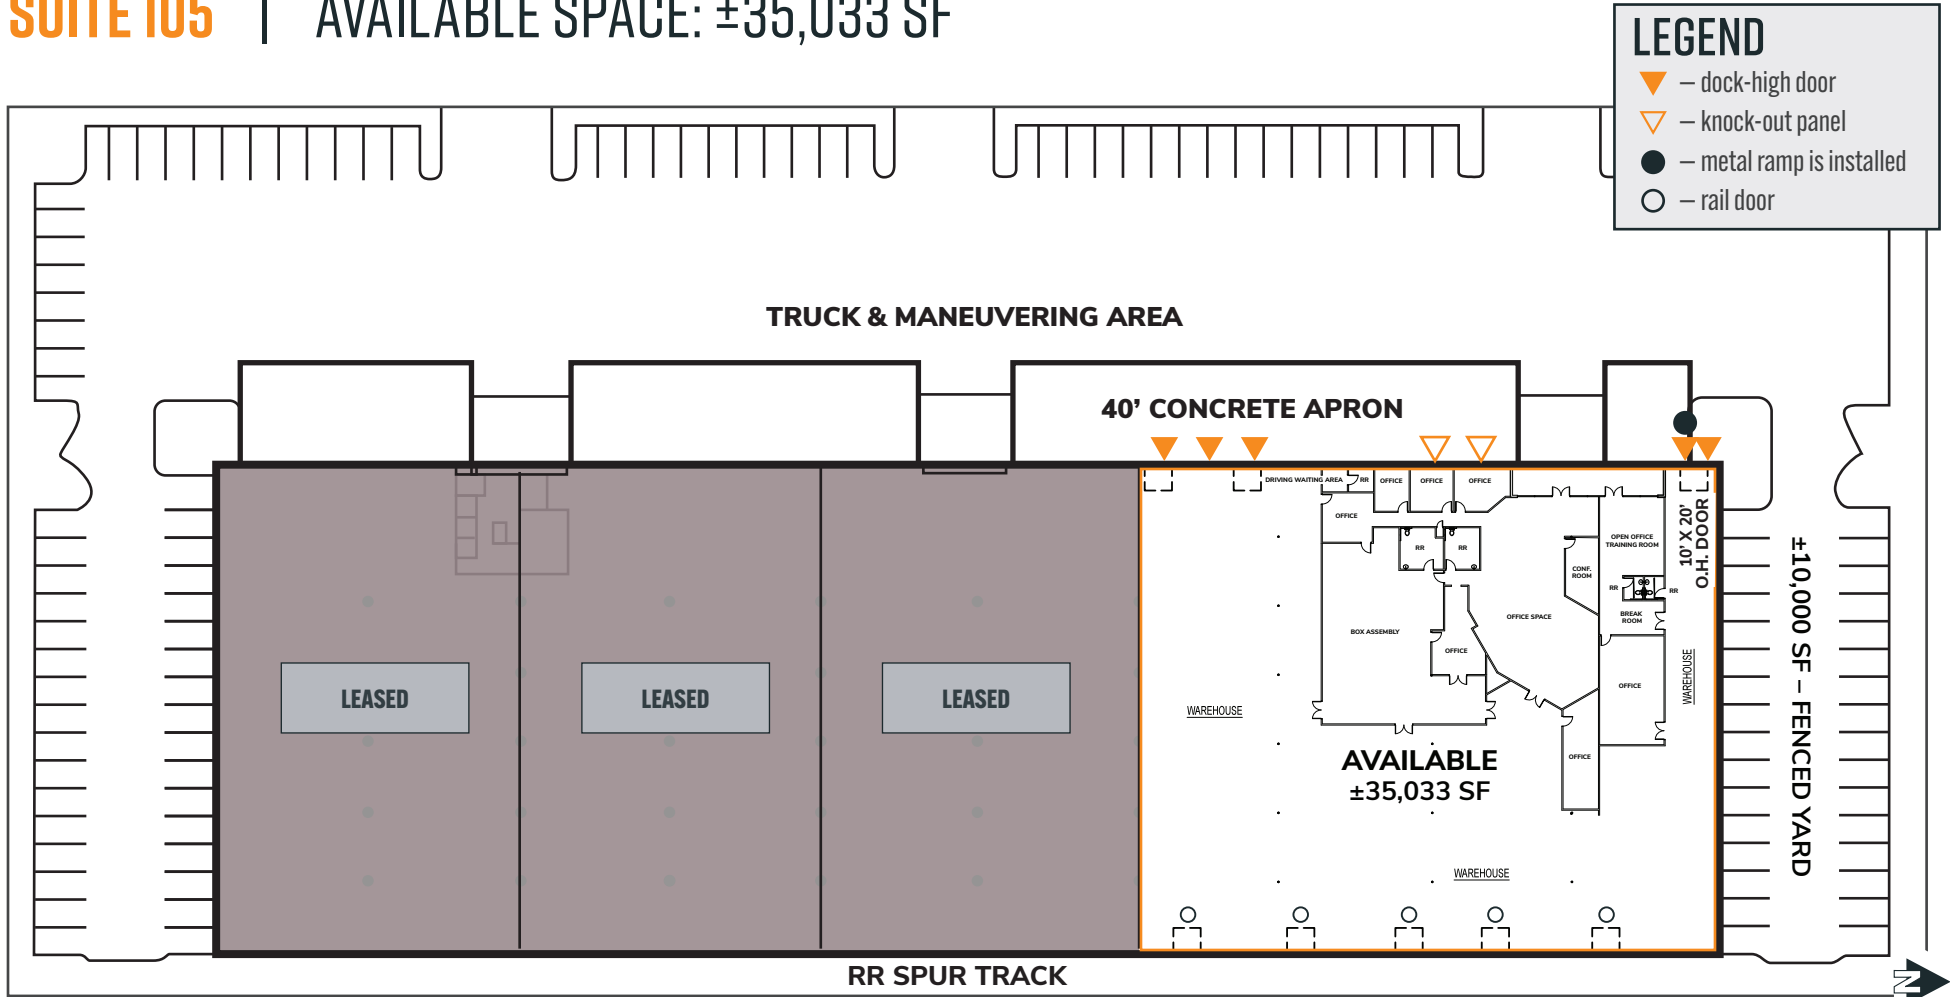 SUITE 105 | AVAILABLE SPACE: ±35,033 SF
LEGEND
– dock-high door
– knock-out panel
– metal ramp is installed
– rail door
TRUCK & MANEUVERING AREA
40’ CONCRETE APRON
DRIVING WAITING AREA
RR
OFFICE
OFFICE
OFFICE
OFFICE
RR
RR
CONF.
ROOM
OPEN OFFICE
TRAINING ROOM
10’ X 20’
O.H. DOOR
RR
RR
BREAK
ROOM
OFFICE SPACE
BOX ASSEMBLY
OFFICE
OFFICE
WAREHOUSE
±10,000 SF – FENCED YARD
LEASED
LEASED
LEASED
WAREHOUSE
OFFICE
AVAILABLE
±35,033 SF
WAREHOUSE
RR SPUR TRACK
N